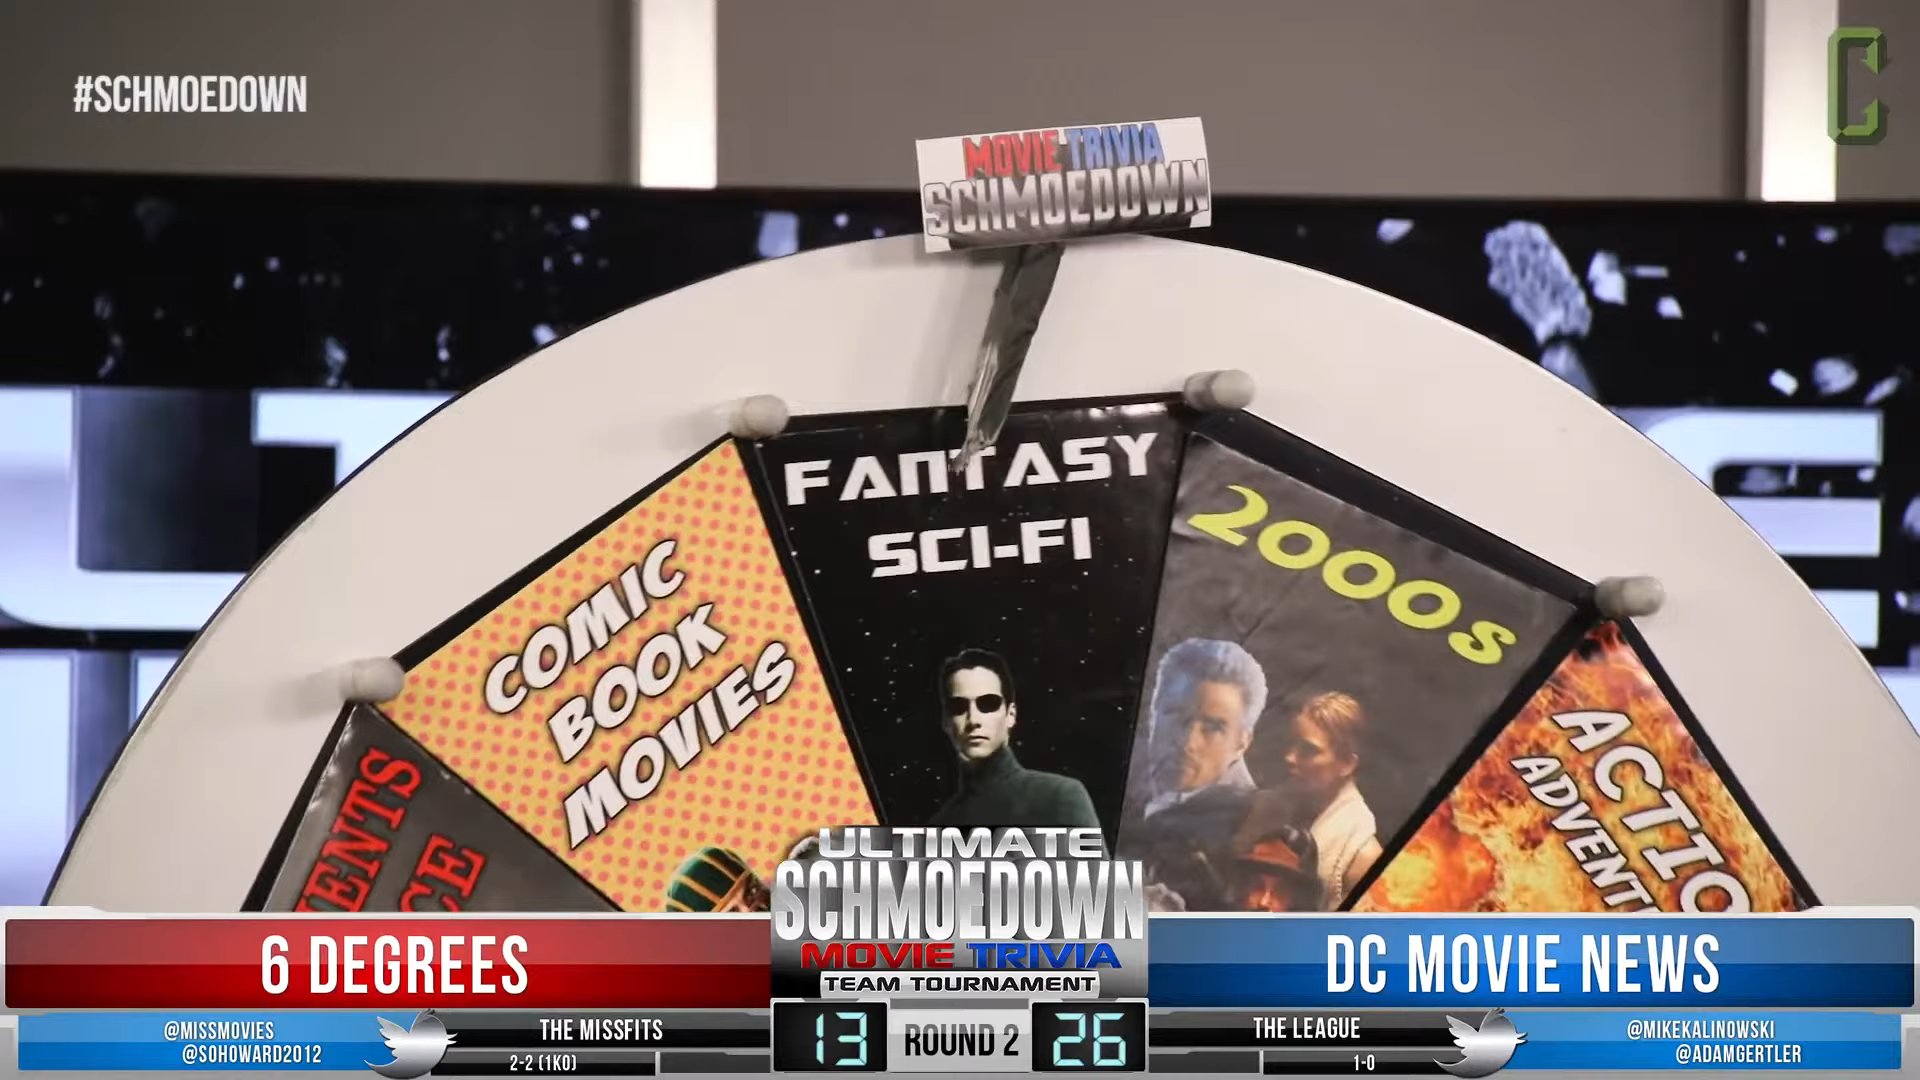 #SCHMOEDOWN
MOVIE TRIVIA
SCHMOEDOWN
FANTASY
SCI-FI
COMIC
BOOK
MOVIES
2000s
ACTIO
ADVENT
ENTS
CE
ULTIMATE
SCHMOEDOWN
MOVIE TRIVIA
TEAM TOURNAMENT
6 DEGREES
DC MOVIE NEWS
@MISSMOVIES
@SOHOWARD2012
THE MISSFITS
2-2 (1KO)
13
ROUND 2
26
THE LEAGUE
1-0
@MIKEKALINOWSKI
@ADAMGERTLER